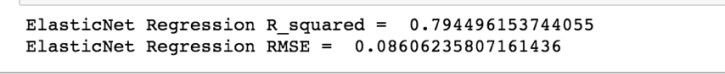 ElasticNet Regression R_squared =  0.794496153744055
ElasticNet Regression RMSE =  0.08606235807161436